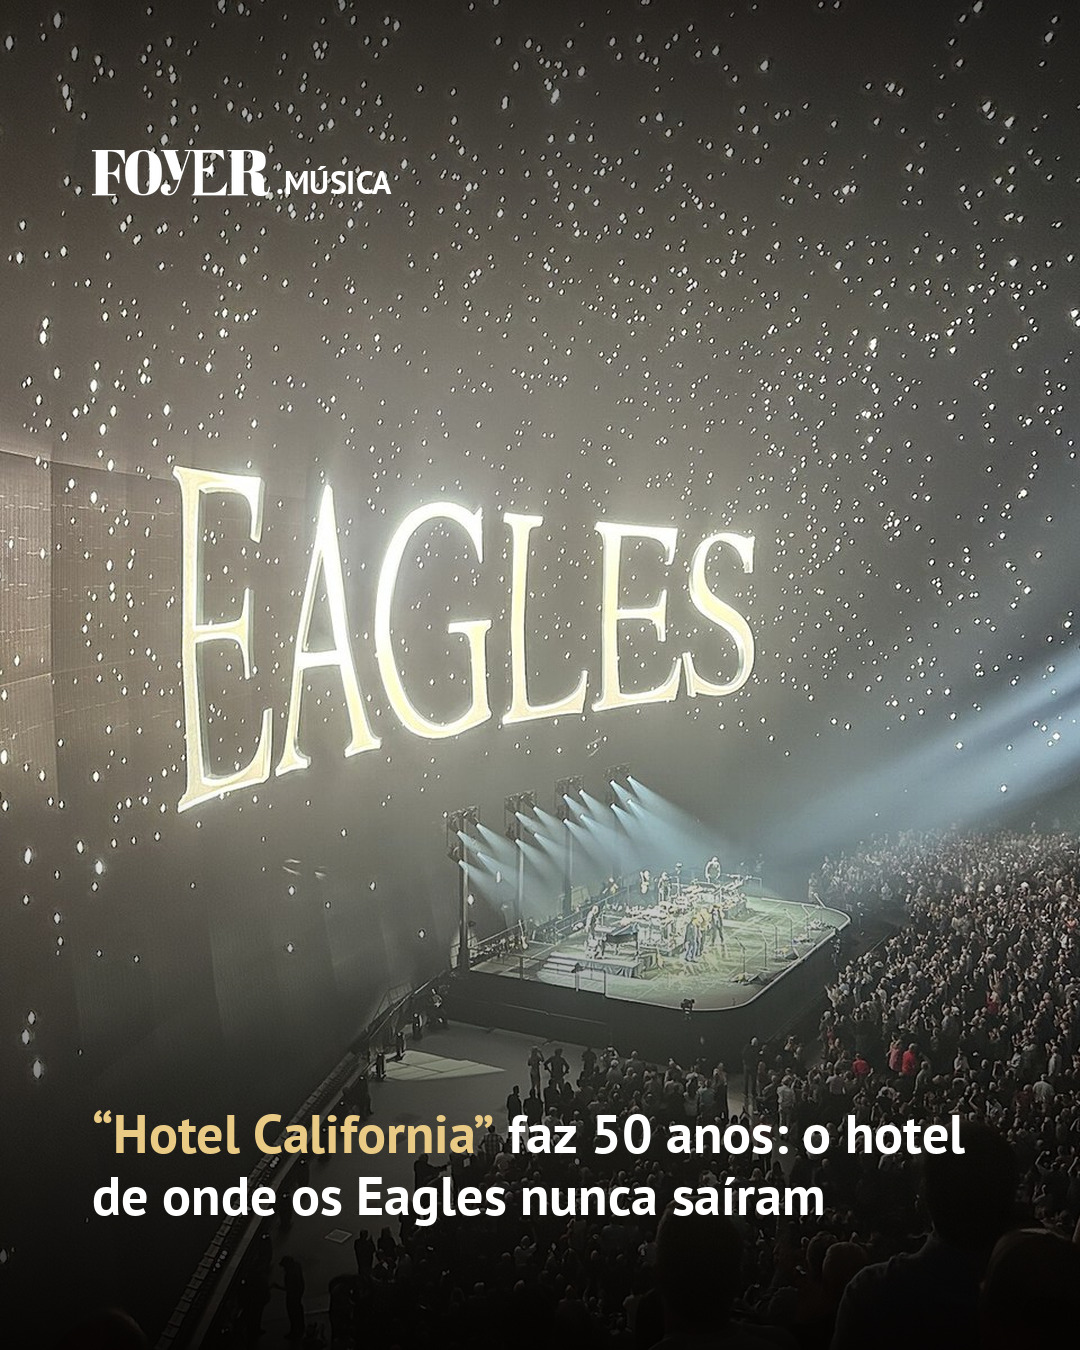 FOYER MÚSICA
EAGLES
“Hotel California” faz 50 anos: o hotel
de onde os Eagles nunca saíram